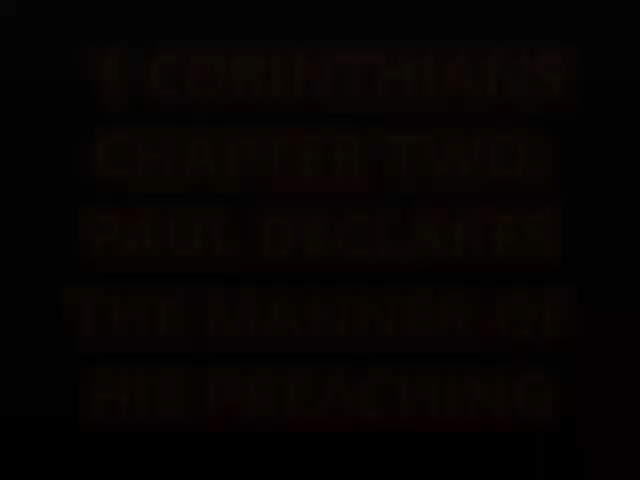 1 CORINTHIANS
CHAPTER TWO:
PAUL DECLARES
THE MANNER OF
HIS PREACHING